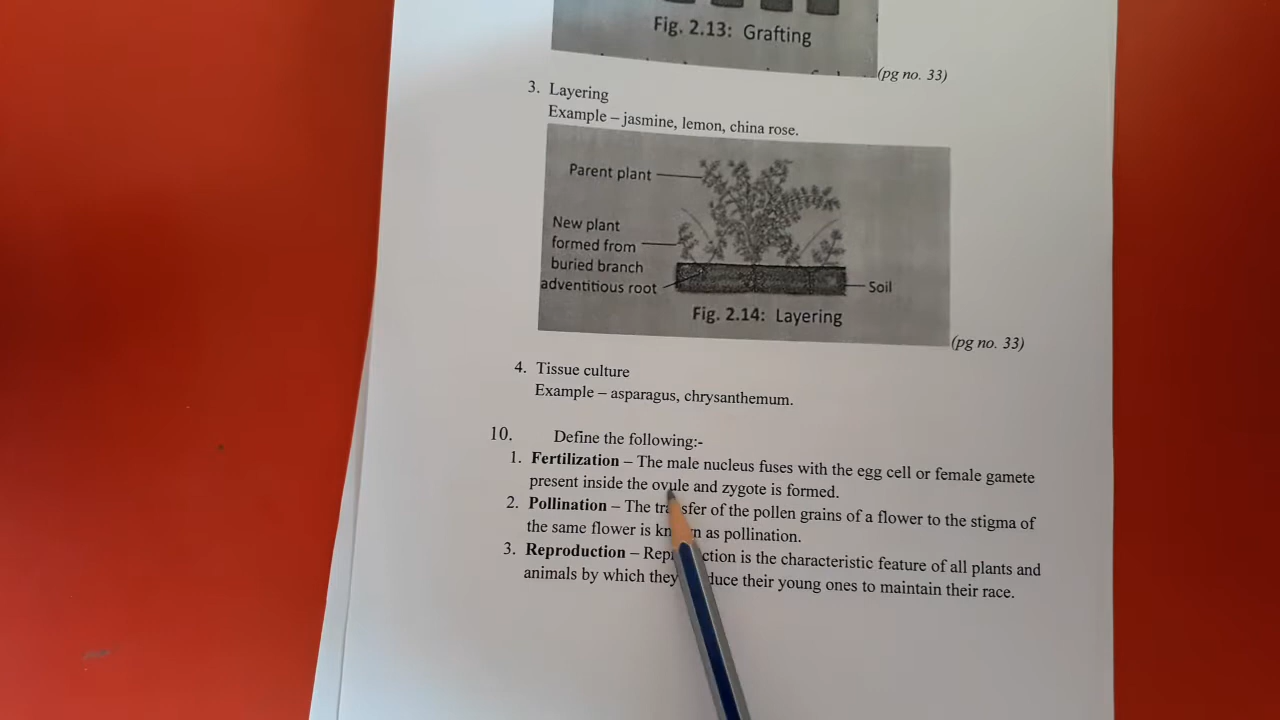 Fig. 2.13: Grafting
(pg no. 33)
3. Layering
Example – jasmine, lemon, china rose.
Parent plant
New plant
formed from
buried branch
adventitious root
Soil
Fig. 2.14: Layering
(pg no. 33)
4. Tissue culture
Example – asparagus, chrysanthemum.
10. Define the following:-
1. Fertilization – The male nucleus fuses with the egg cell or female gamete
present inside the ovule and zygote is formed.
2. Pollination – The of the pollen grains of a flower to the stigma of
the same flower is as pollination.
3. Reproduction – is the characteristic feature of all plants and
animals by which they their young ones to maintain their race.